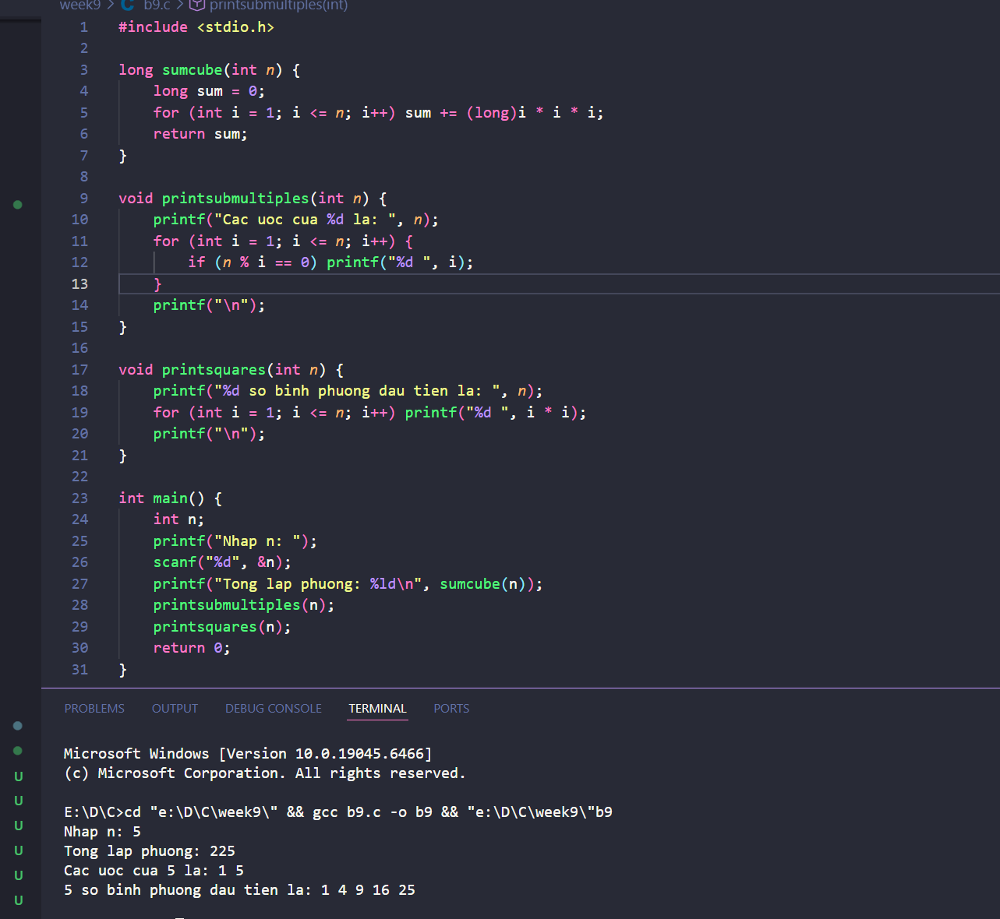 week9 > C b9.c > printsubmultiples(int)
1 #include <stdio.h>
2
3 long sumcube(int n) {
4     long sum = 0;
5     for (int i = 1; i <= n; i++) sum += (long)i * i * i;
6     return sum;
7 }
8
9 void printsubmultiples(int n) {
10     printf("Cac uoc cua %d la: ", n);
11     for (int i = 1; i <= n; i++) {
12         if (n % i == 0) printf("%d ", i);
13     }
14     printf("\n");
15 }
16
17 void printsquares(int n) {
18     printf("%d so binh phuong dau tien la: ", n);
19     for (int i = 1; i <= n; i++) printf("%d ", i * i);
20     printf("\n");
21 }
22
23 int main() {
24     int n;
25     printf("Nhap n: ");
26     scanf("%d", &n);
27     printf("Tong lap phuong: %ld\n", sumcube(n));
28     printsubmultiples(n);
29     printsquares(n);
30     return 0;
31 }
PROBLEMS OUTPUT DEBUG CONSOLE TERMINAL PORTS
Microsoft Windows [Version 10.0.19045.6466]
(c) Microsoft Corporation. All rights reserved.
E:\D\C>cd "e:\D\C\week9\" && gcc b9.c -o b9 && "e:\D\C\week9\"b9
Nhap n: 5
Tong lap phuong: 225
Cac uoc cua 5 la: 1 5
5 so binh phuong dau tien la: 1 4 9 16 25
U
U
U
U
U
U